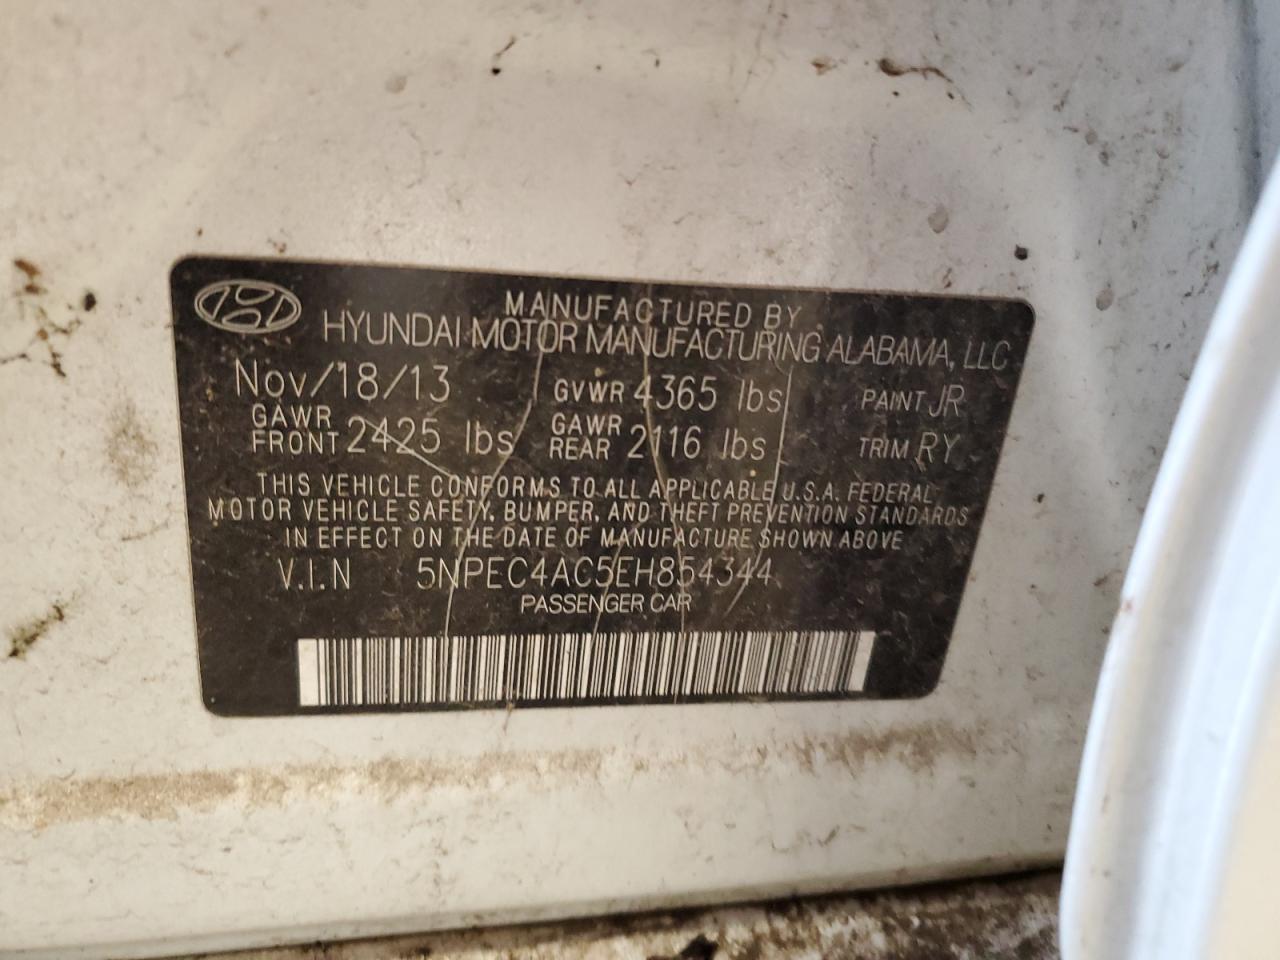 MANUFACTURED BY
HYUNDAI MOTOR MANUFACTURING ALABAMA, LLC
Nov/18/13 GVWR 4365 lbs PAINT JR
GAWR FRONT 2425 lbs GAWR REAR 2116 lbs TRIM RY
THIS VEHICLE CONFORMS TO ALL APPLICABLE U.S.A. FEDERAL
MOTOR VEHICLE SAFETY, BUMPER, AND THEFT PREVENTION STANDARDS
IN EFFECT ON THE DATE OF MANUFACTURE SHOWN ABOVE
V.I.N 5NPEC4AC5EH854344
PASSENGER CAR